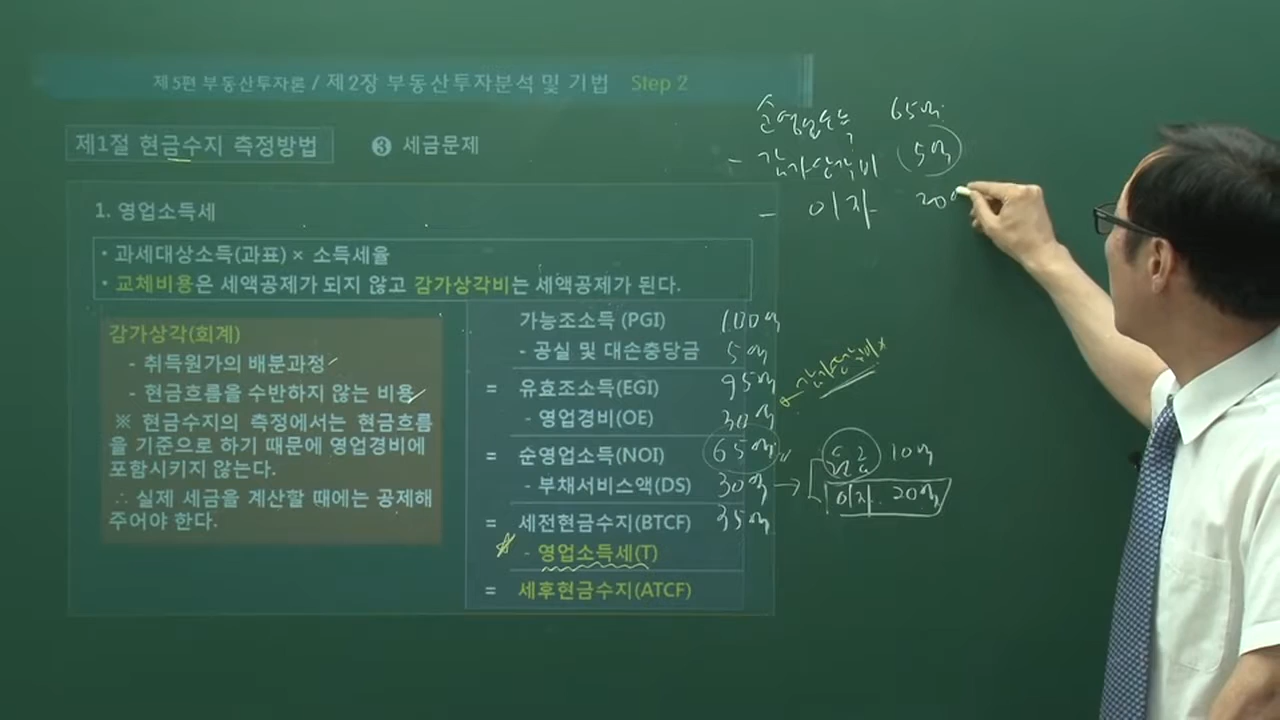 제5편 부동산투자론 / 제2장 부동산투자분석 및 기법 Step 2
제1절 현금수지 측정방법
❸ 세금문제
1. 영업소득세
• 과세대상소득(과표) × 소득세율
• 교체비용은 세액공제가 되지 않고 감가상각비는 세액공제가 된다.
감가상각(회계)
- 취득원가의 배분과정
- 현금흐름을 수반하지 않는 비용
※ 현금수지의 측정에서는 현금흐름
을 기준으로 하기 때문에 영업경비에
포함시키지 않는다.
∴ 실제 세금을 계산할 때에는 공제해
주어야 한다.
가능조소득 (PGI) 100억
- 공실 및 대손충당금 5억
= 유효조소득(EGI) 95억
- 영업경비(OE) 30억
= 순영업소득(NOI) 65억
- 부채서비스액(DS) 30억
= 세전현금수지(BTCF) 35억
- 영업소득세(T)
= 세후현금수지(ATCF)
감가상각비 ×
원금 10억
이자 20억
순영업소득 65억
- 감가상각비 5억
- 이자 20억